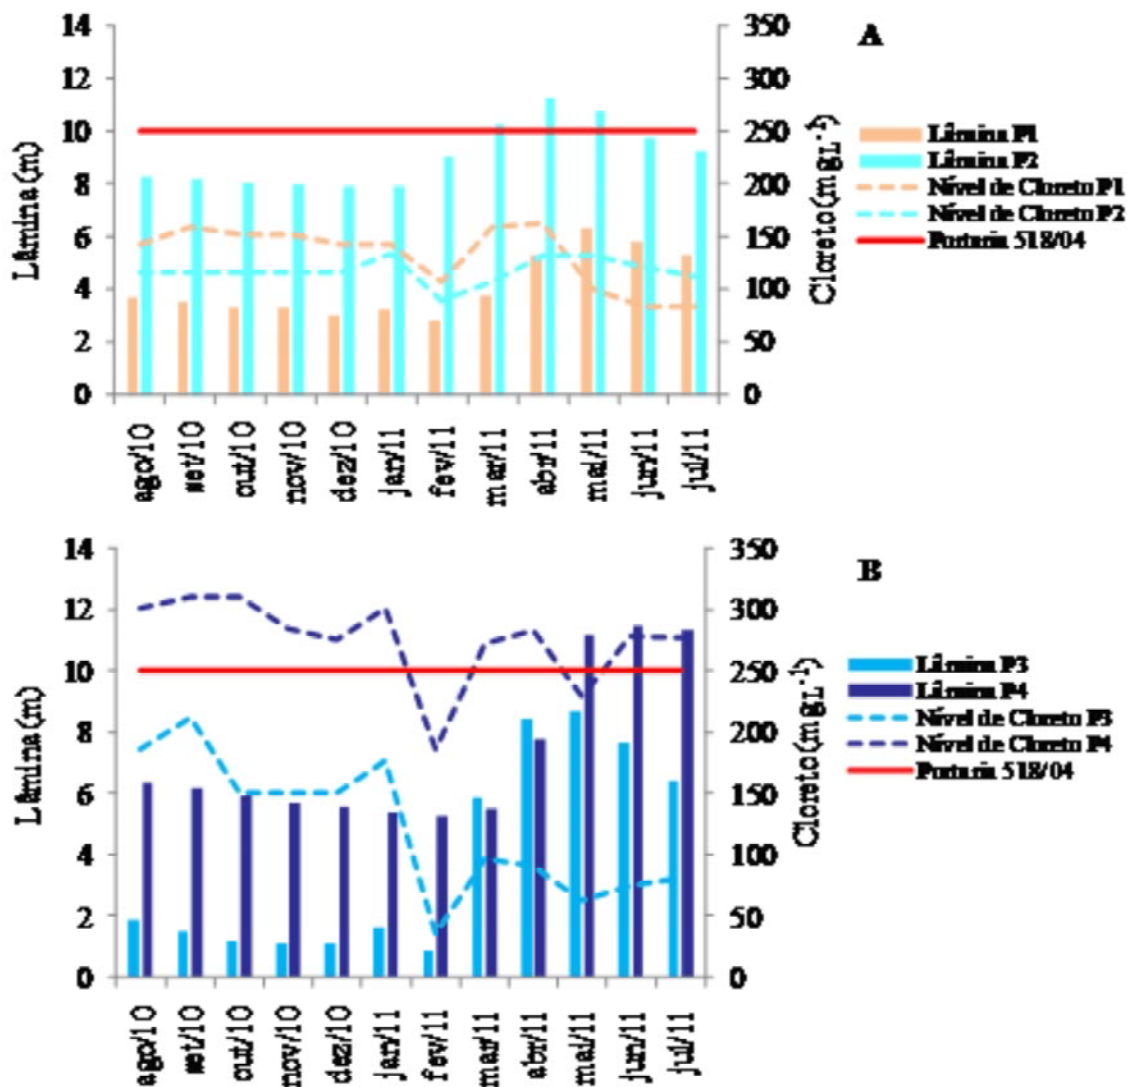 A
14
12
10
8
6
4
2
0
Lâmina (m)
350
300
250
200
150
100
50
0
Cloreto (mg L⁻¹)
Lâmina P1
Lâmina P2
Nível de Cloreto P1
Nível de Cloreto P2
Portaria 518/04
ago/10
set/10
out/10
nov/10
dez/10
jan/11
fev/11
mar/11
abr/11
mai/11
jun/11
jul/11
B
14
12
10
8
6
4
2
0
Lâmina (m)
350
300
250
200
150
100
50
0
Cloreto (mg L⁻¹)
Lâmina P3
Lâmina P4
Nível de Cloreto P3
Nível de Cloreto P4
Portaria 518/04
ago/10
set/10
out/10
nov/10
dez/10
jan/11
fev/11
mar/11
abr/11
mai/11
jun/11
jul/11